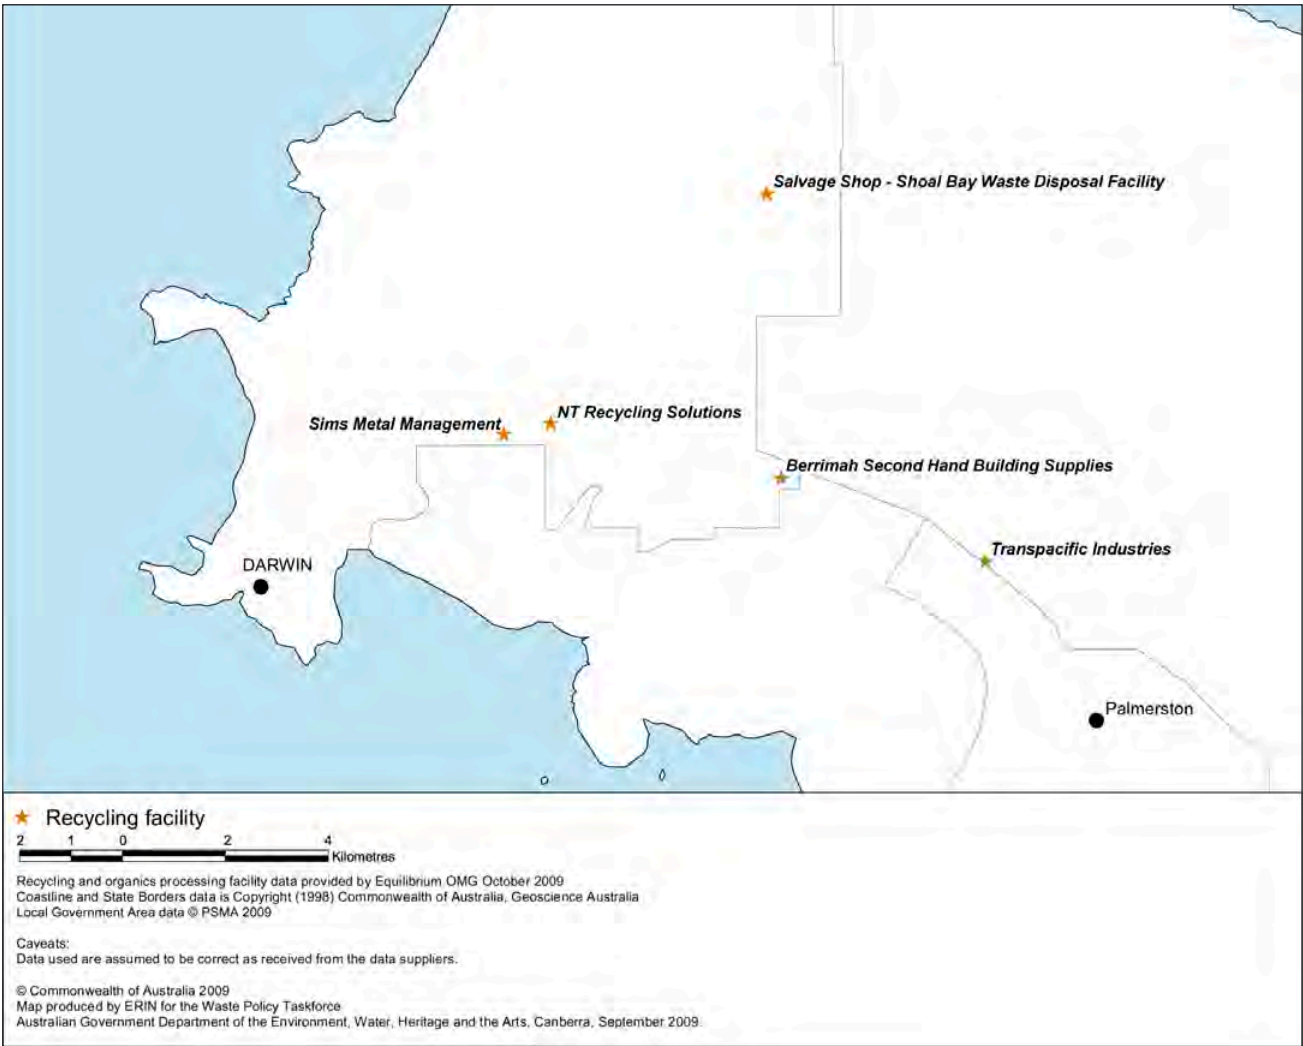 Salvage Shop - Shoal Bay Waste Disposal Facility
NT Recycling Solutions
Sims Metal Management
Berrimah Second Hand Building Supplies
Transpacific Industries
DARWIN
Palmerston
Recycling facility
2 1 0 2 4
Kilometres
Recycling and organics processing facility data provided by Equilibrium OMG October 2009
Coastline and State Borders data is Copyright (1998) Commonwealth of Australia, Geoscience Australia
Local Government Area data © PSMA 2009
Caveats:
Data used are assumed to be correct as received from the data suppliers.
© Commonwealth of Australia 2009
Map produced by ERIN for the Waste Policy Taskforce
Australian Government Department of the Environment, Water, Heritage and the Arts, Canberra, September 2009